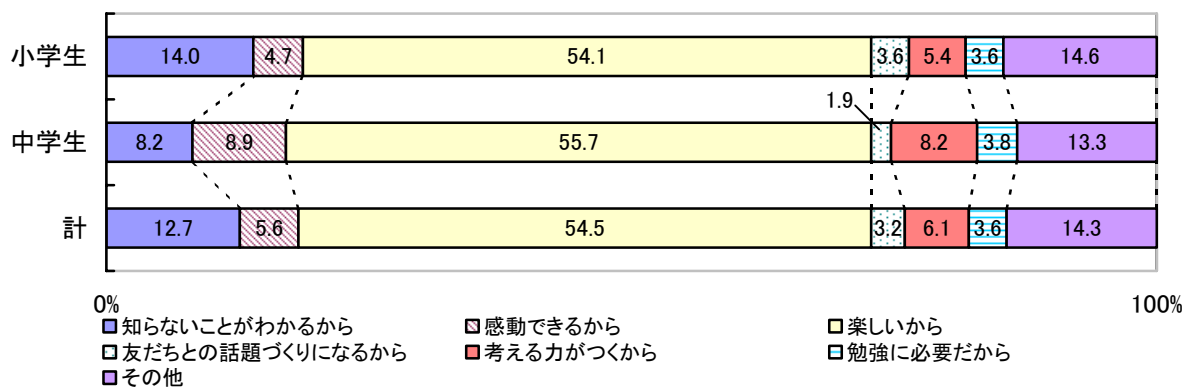 小学生 14.0 4.7 54.1 3.6 5.4 3.6 14.6
1.9
中学生 8.2 8.9 55.7 8.2 3.8 13.3
計 12.7 5.6 54.5 3.2 6.1 3.6 14.3
0% 100%
知らないことがわかるから 感動できるから 楽しいから
友だちとの話題づくりになるから 考える力がつくから 勉強に必要だから
その他